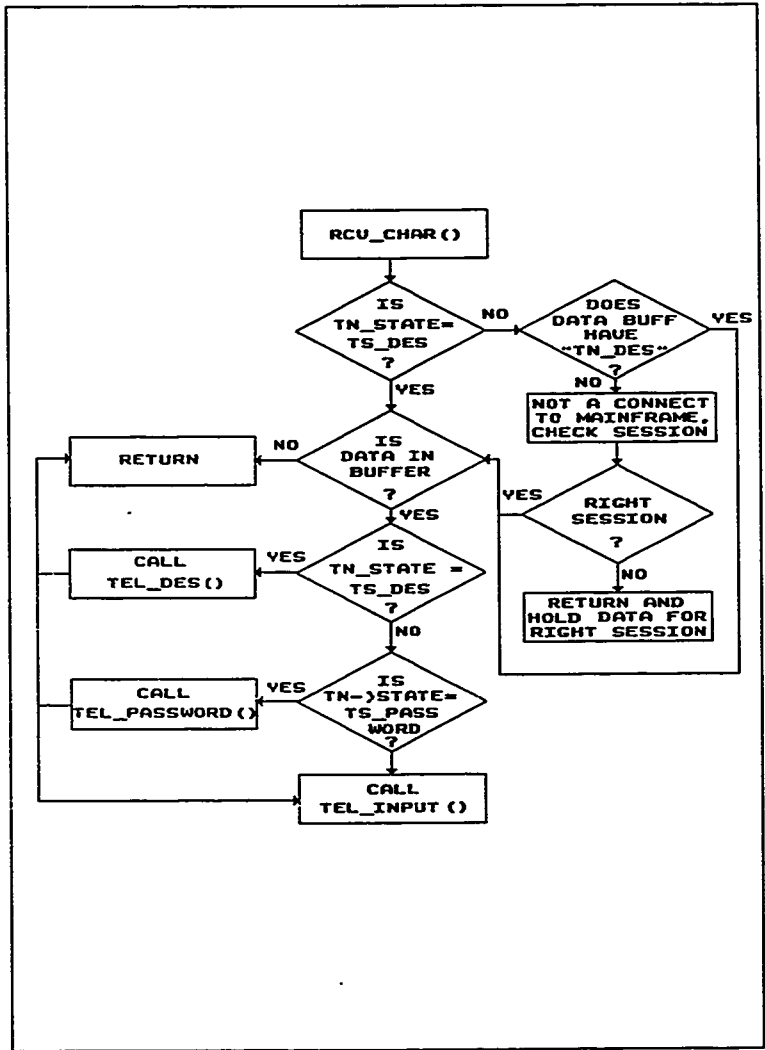 RCV_CHAR()
IS
TN_STATE=
TS_DES
?
NO
YES
DOES
DATA BUFF
HAVE
"TN_DES"
?
YES
NO
NOT A CONNECT
TO MAINFRAME,
CHECK SESSION
RIGHT
SESSION
?
YES
NO
RETURN AND
HOLD DATA FOR
RIGHT SESSION
IS
DATA IN
BUFFER
?
NO
YES
RETURN
IS
TN_STATE =
TS_DES
?
YES
NO
CALL
TEL_DES()
IS
TN->STATE=
TS_PASS
WORD
?
YES
CALL
TEL_PASSWORD()
CALL
TEL_INPUT()